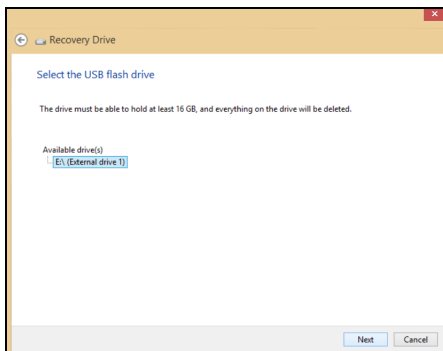 Recovery Drive
Select the USB flash drive
The drive must be able to hold at least 16 GB, and everything on the drive will be deleted.
Available drive(s)
E:\ (External drive 1)
Next Cancel